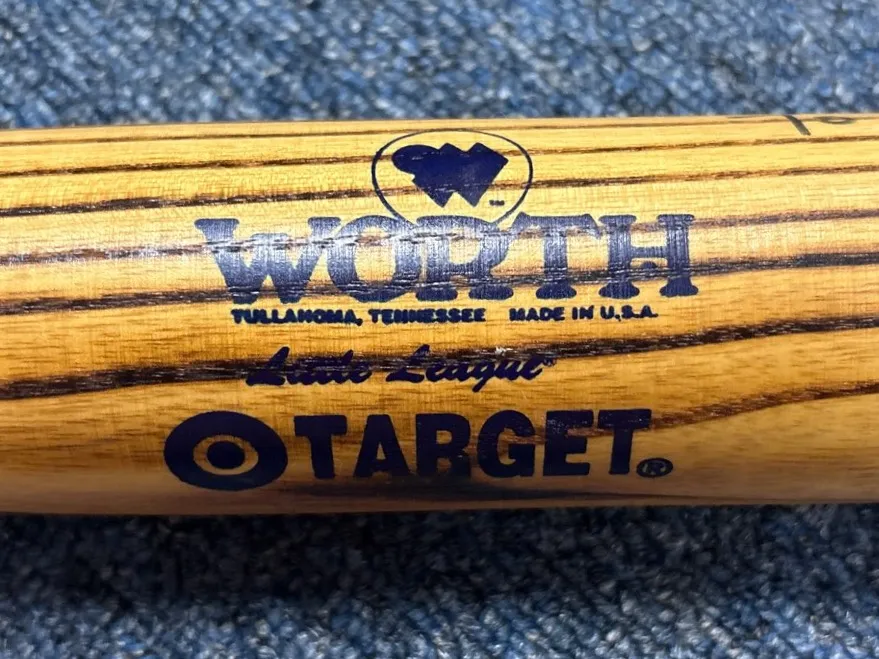 WORTH
TULLAHOMA, TENNESSEE MADE IN U.S.A.
Little League®
TARGET®